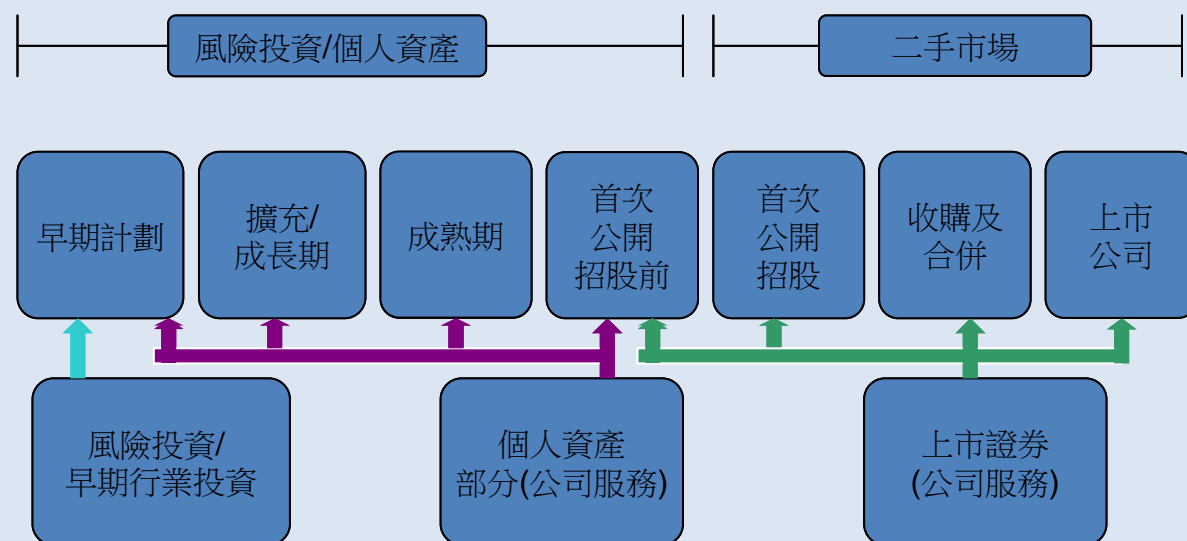 風險投資/個人資產
二手市場
早期計劃
擴充/
成長期
成熟期
首次
公開
招股前
首次
公開
招股
收購及
合併
上市
公司
風險投資/
早期行業投資
個人資產
部分(公司服務)
上市證券
(公司服務)